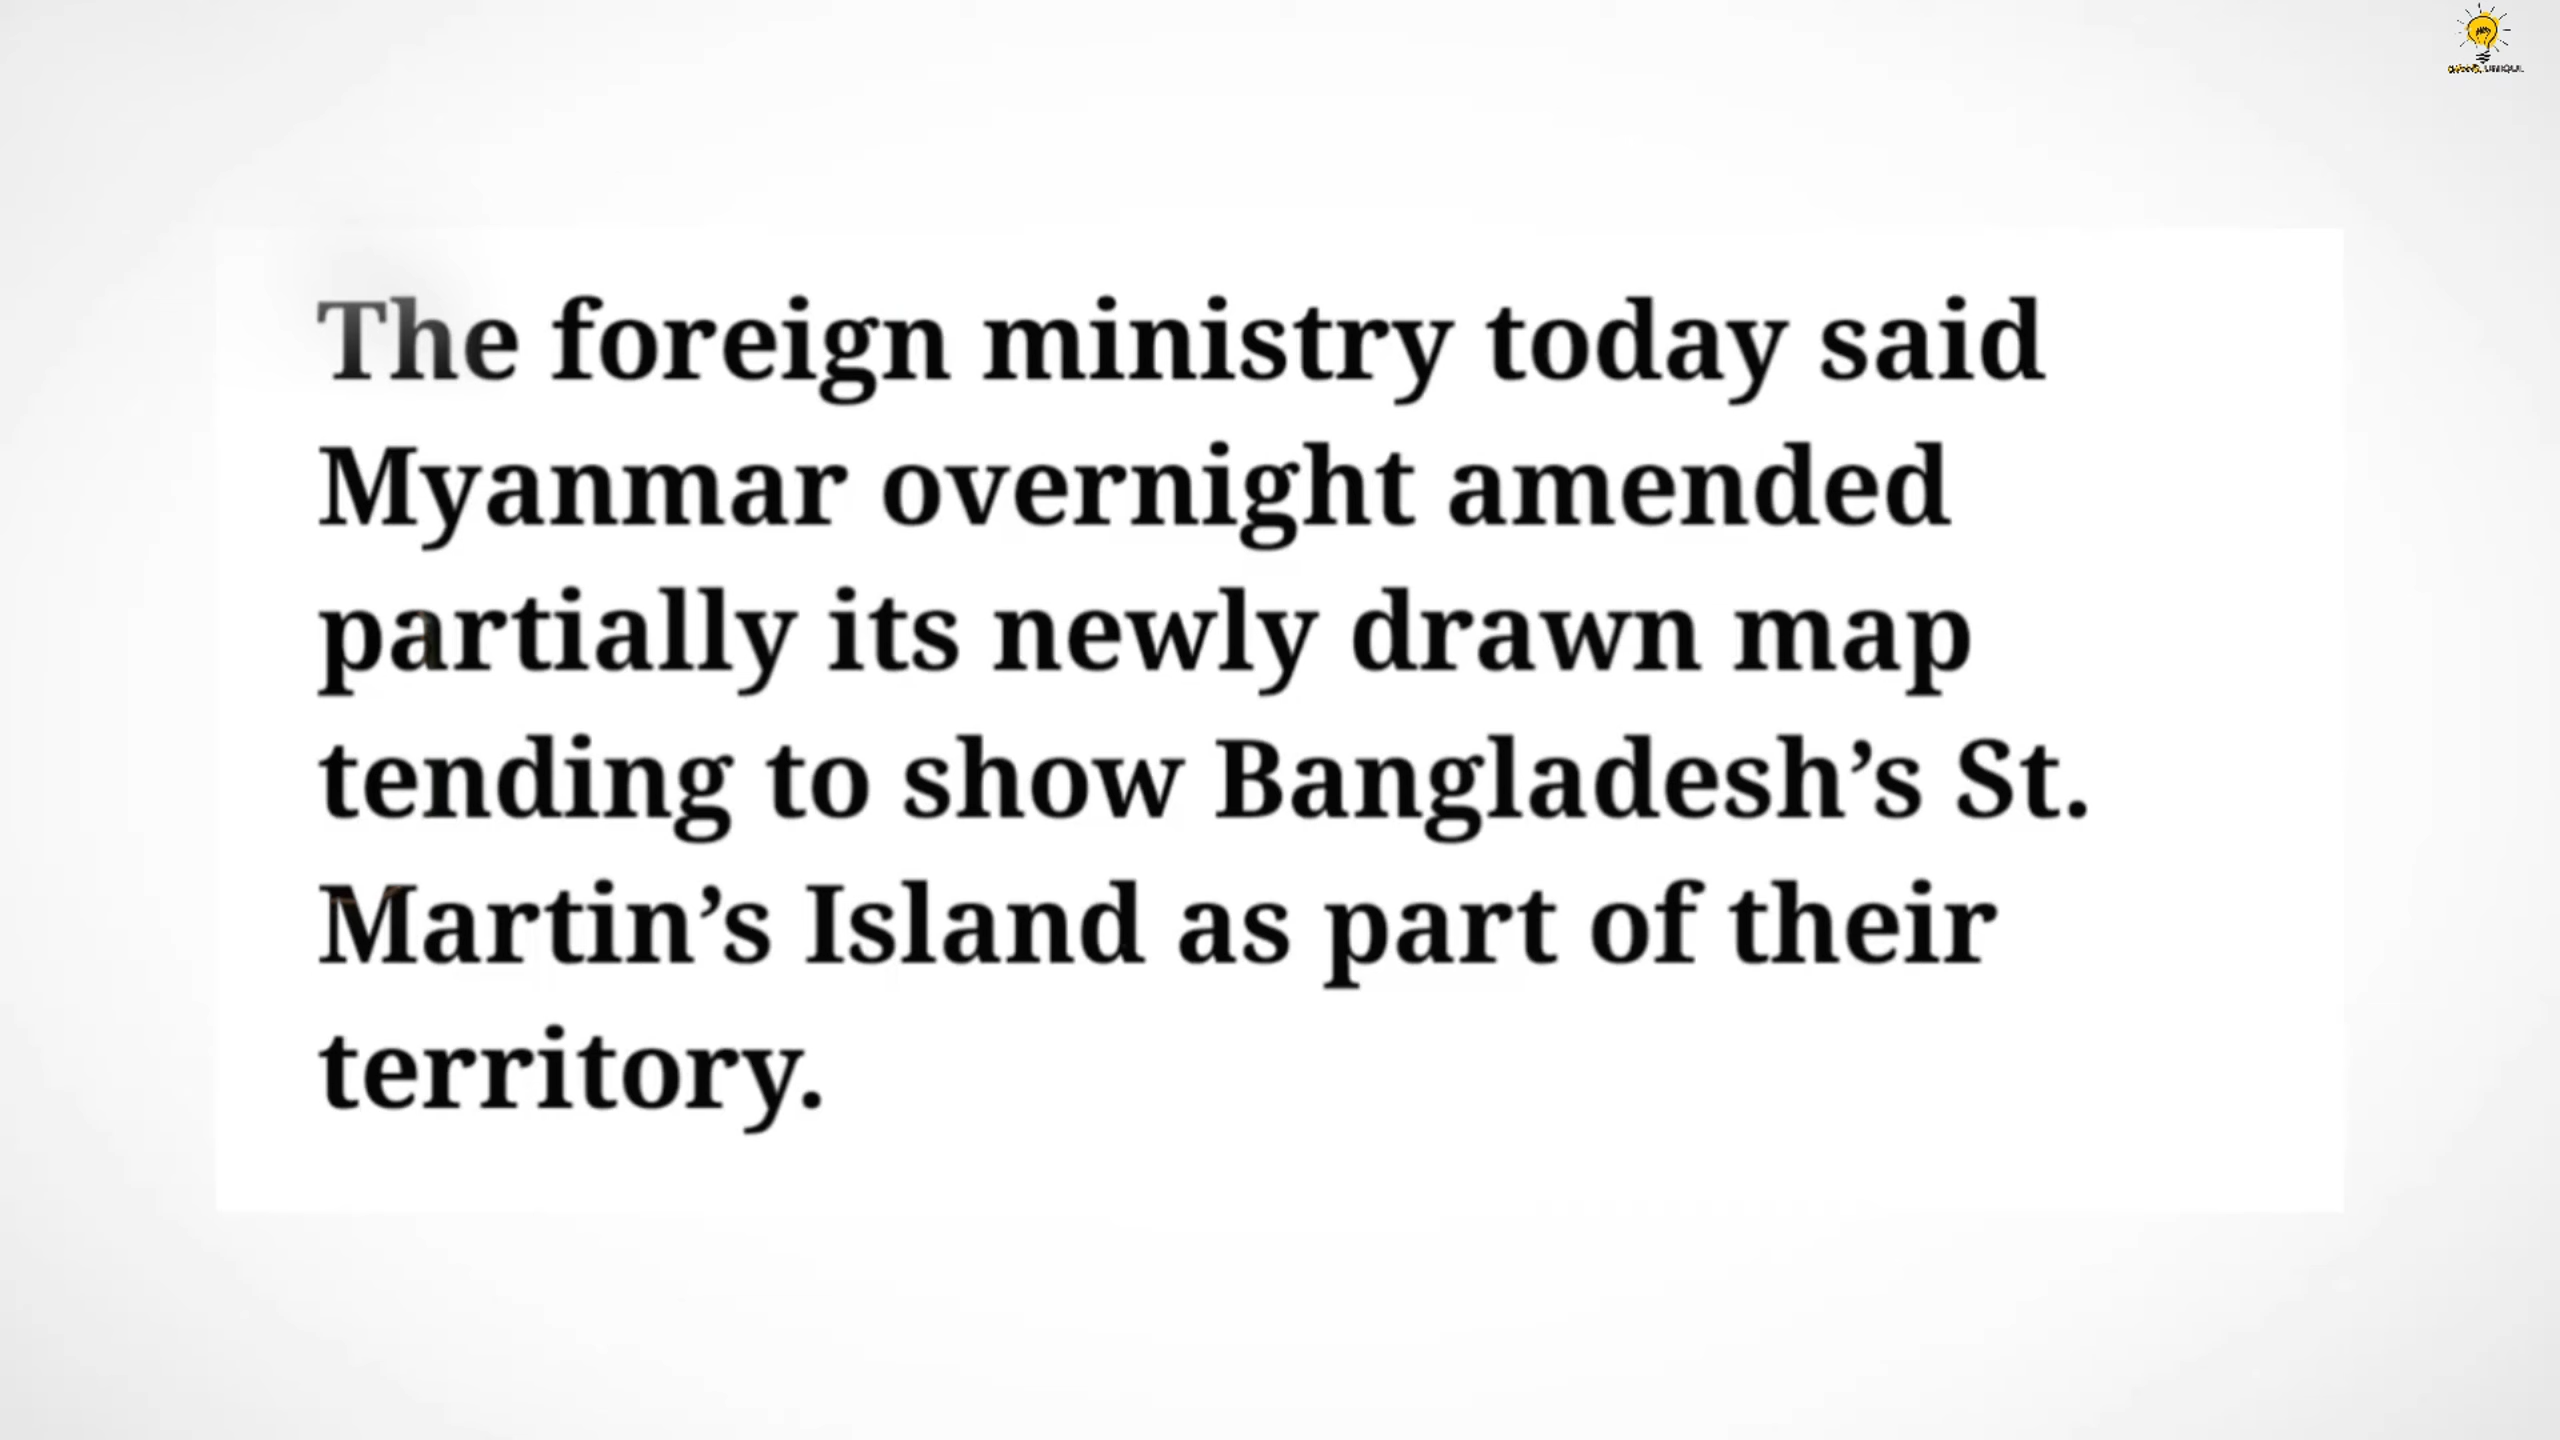 The foreign ministry today said
Myanmar overnight amended
partially its newly drawn map
tending to show Bangladesh’s St.
Martin’s Island as part of their
territory.